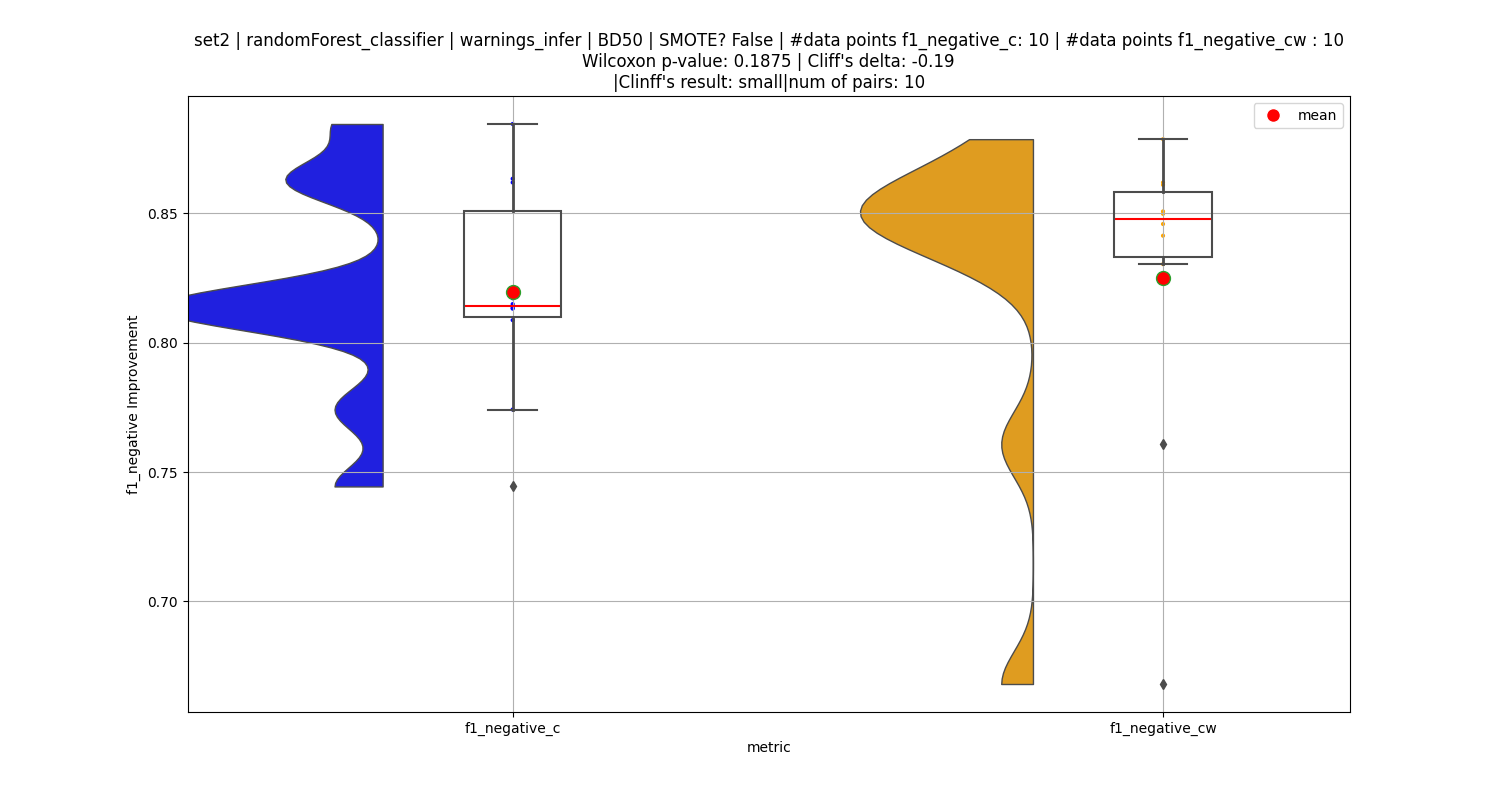 set2 | randomForest_classifier | warnings_infer | BD50 | SMOTE? False | #data points f1_negative_c: 10 | #data points f1_negative_cw : 10
Wilcoxon p-value: 0.1875 | Cliff's delta: -0.19
|Clinff's result: small|num of pairs: 10
mean
f1_negative Improvement
0.85
0.80
0.75
0.70
f1_negative_c
f1_negative_cw
metric